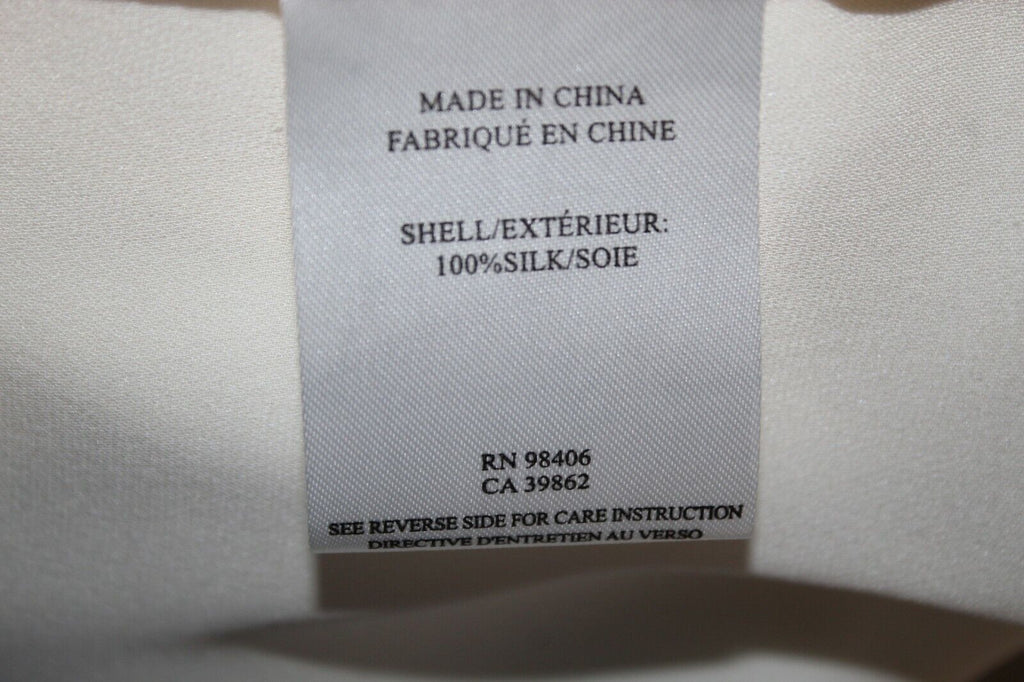 MADE IN CHINA
FABRIQUÉ EN CHINE
SHELL/EXTÉRIEUR:
100%SILK/SOIE
RN 98406
CA 39862
SEE REVERSE SIDE FOR CARE INSTRUCTION
DIRECTIVE D'ENTRETIEN AU VERSO